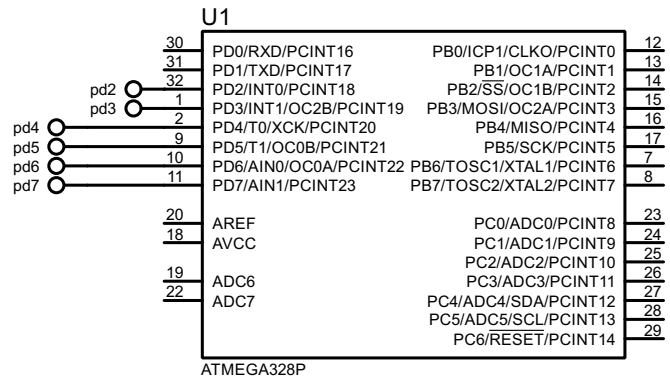 U1
30 PD0/RXD/PCINT16 PB0/ICP1/CLKO/PCINT0 12
31 PD1/TXD/PCINT17 PB1/OC1A/PCINT1 13
pd2 32 PD2/INT0/PCINT18 PB2/SS/OC1B/PCINT2 14
pd3 1 PD3/INT1/OC2B/PCINT19 PB3/MOSI/OC2A/PCINT3 15
pd4 2 PD4/T0/XCK/PCINT20 PB4/MISO/PCINT4 16
pd5 9 PD5/T1/OC0B/PCINT21 PB5/SCK/PCINT5 17
pd6 10 PD6/AIN0/OC0A/PCINT22 PB6/TOSC1/XTAL1/PCINT6 7
pd7 11 PD7/AIN1/PCINT23 PB7/TOSC2/XTAL2/PCINT7 8
20 AREF PC0/ADC0/PCINT8 23
18 AVCC PC1/ADC1/PCINT9 24
PC2/ADC2/PCINT10 25
19 ADC6 PC3/ADC3/PCINT11 26
22 ADC7 PC4/ADC4/SDA/PCINT12 27
PC5/ADC5/SCL/PCINT13 28
PC6/RESET/PCINT14 29
ATMEGA328P